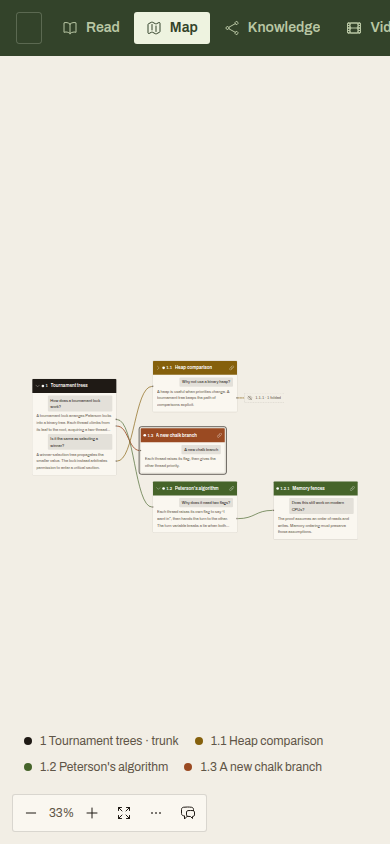 Read
Map
Knowledge
Vid
1.1 Heap comparison
Why not use a binary heap?
A heap is useful when priorities change. A
tournament tree keeps the path of
comparisons explicit.
1.1.1 1 folded
1 Tournament trees
How does a tournament lock
work?
A tournament lock arranges Peterson locks
into a binary tree. Each thread climbs from
leaf to the root, acquiring a two-thread...
Is it the same as selecting a
winner?
A winner selection tree propagates the
smaller value. The lock instead arbitrates
permission to enter a critical section.
1.3 A new chalk branch
A new chalk branch
Each thread raises its flag, then gives the
other thread priority.
1.2 Peterson's algorithm
Why does it need two flags?
Each thread raises its own flag to say "I
want in", then hands the turn to the other.
The turn variable breaks a tie when both...
1.2.1 Memory fences
Does this still work on modern
CPUs?
The proof assumes an order of reads and
writes. Memory ordering must preserve
those assumptions.
1 Tournament trees · trunk
1.1 Heap comparison
1.2 Peterson's algorithm
1.3 A new chalk branch
33%